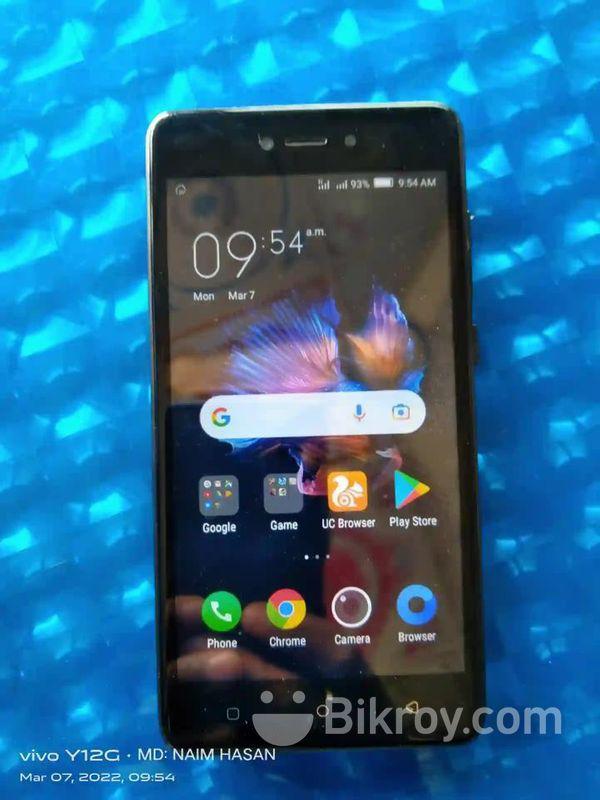 93% 9:54 AM
09:54 a.m.
Mon Mar 7
G
Google Game UC Browser Play Store
Phone Chrome Camera Browser
Bikroy.com
vivo Y12G · MD: NAIM HASAN
Mar 07, 2022, 09:54